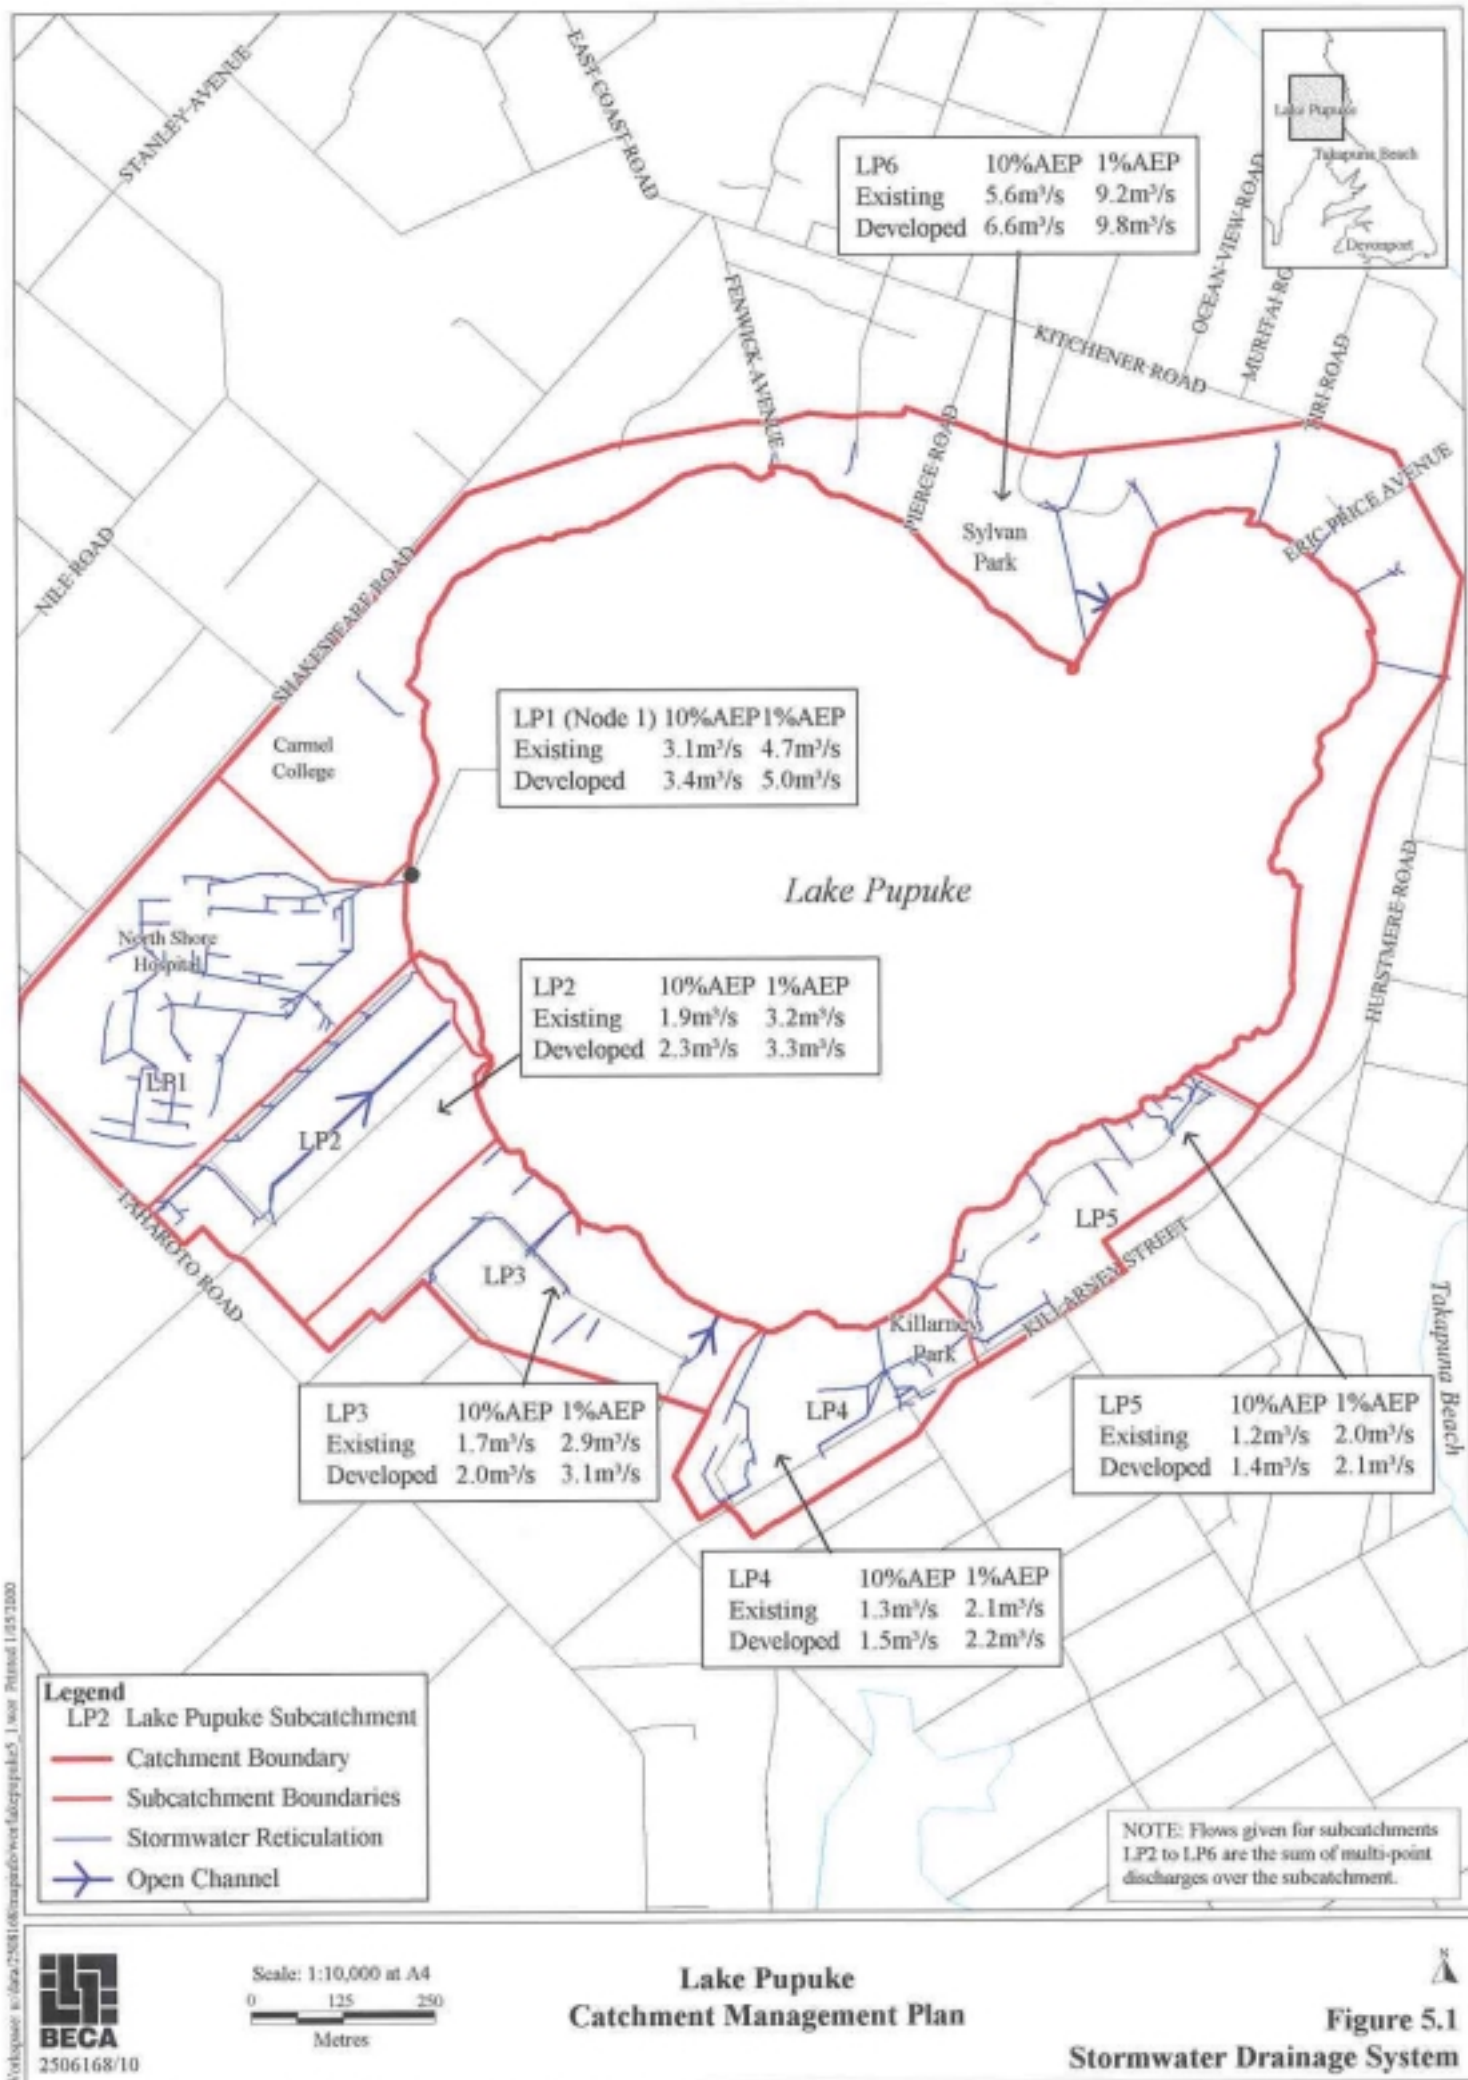 STANLEY AVENUE
EAST COAST ROAD
Lake Pupuke
Takapuna Beach
Devonport
LP6 10%AEP 1%AEP
Existing 5.6m³/s 9.2m³/s
Developed 6.6m³/s 9.8m³/s
OCEAN VIEW ROAD
MURITAI RO
FENWICK AVENUE
KITCHENER ROAD
TIRI ROAD
PIERCE ROAD
ERIC PRICE AVENUE
Sylvan
Park
NILE ROAD
SHAKESPEARE ROAD
Carmel
College
LP1 (Node 1) 10%AEP 1%AEP
Existing 3.1m³/s 4.7m³/s
Developed 3.4m³/s 5.0m³/s
Lake Pupuke
HURSTMERE ROAD
North Shore
Hospital
LP1
LP2 10%AEP 1%AEP
Existing 1.9m³/s 3.2m³/s
Developed 2.3m³/s 3.3m³/s
LP2
TAHAROTO ROAD
LP3
LP5
KILLARNEY STREET
Killarney
Park
LP4
Takapuna Beach
LP3 10%AEP 1%AEP
Existing 1.7m³/s 2.9m³/s
Developed 2.0m³/s 3.1m³/s
LP5 10%AEP 1%AEP
Existing 1.2m³/s 2.0m³/s
Developed 1.4m³/s 2.1m³/s
LP4 10%AEP 1%AEP
Existing 1.3m³/s 2.1m³/s
Developed 1.5m³/s 2.2m³/s
Legend
LP2 Lake Pupuke Subcatchment
Catchment Boundary
Subcatchment Boundaries
Stormwater Reticulation
Open Channel
NOTE: Flows given for subcatchments
LP2 to LP6 are the sum of multi-point
discharges over the subcatchment.
BECA
2506168/10
Scale: 1:10,000 at A4
0 125 250
Metres
Lake Pupuke
Catchment Management Plan
N
Figure 5.1
Stormwater Drainage System